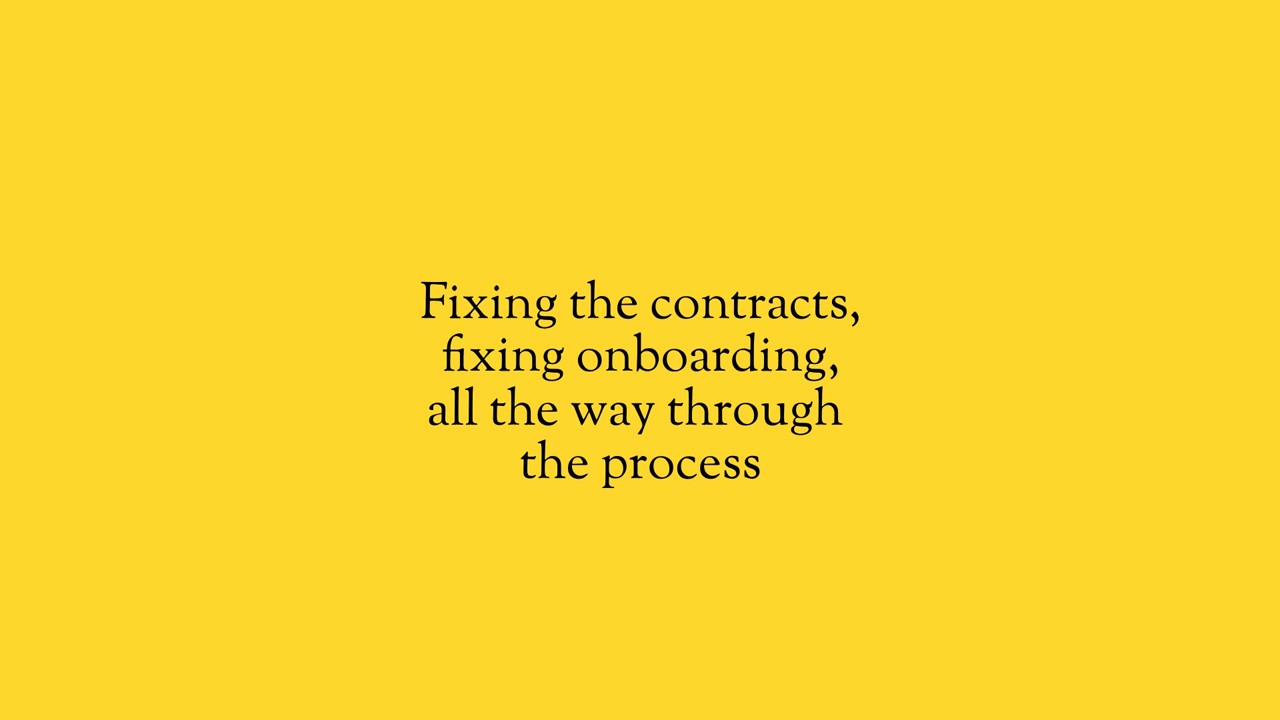 Fixing the contracts,
fixing onboarding,
all the way through
the process